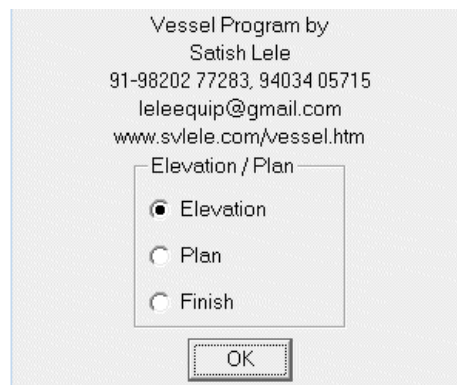 Vessel Program by
Satish Lele
91-98202 77283, 94034 05715
leleequip@gmail.com
www.svlele.com/vessel.htm
Elevation / Plan
Elevation
Plan
Finish
OK